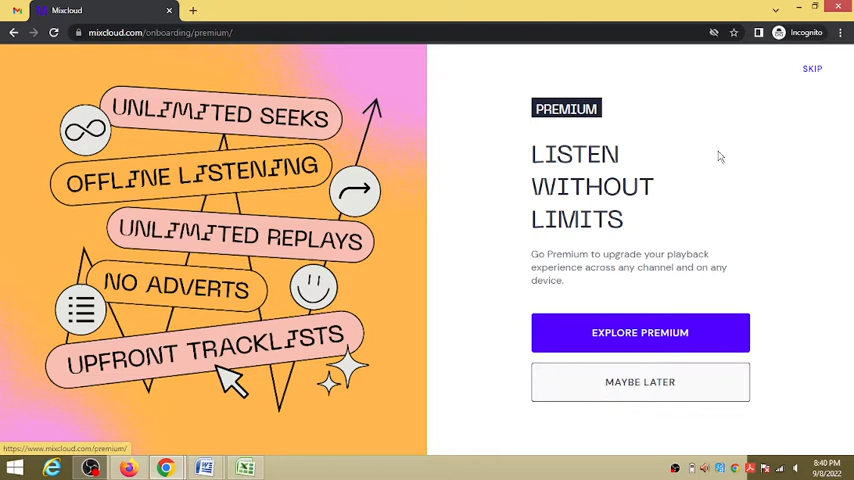 Mixcloud
mixcloud.com/onboarding/premium/
Incognito
SKIP
UNLIMITED SEEKS
OFFLINE LISTENING
UNLIMITED REPLAYS
NO ADVERTS
UPFRONT TRACKLISTS
PREMIUM
LISTEN
WITHOUT
LIMITS
Go Premium to upgrade your playback
experience across any channel and on any
device.
EXPLORE PREMIUM
MAYBE LATER
https://www.mixcloud.com/premium/
8:40 PM
9/8/2022